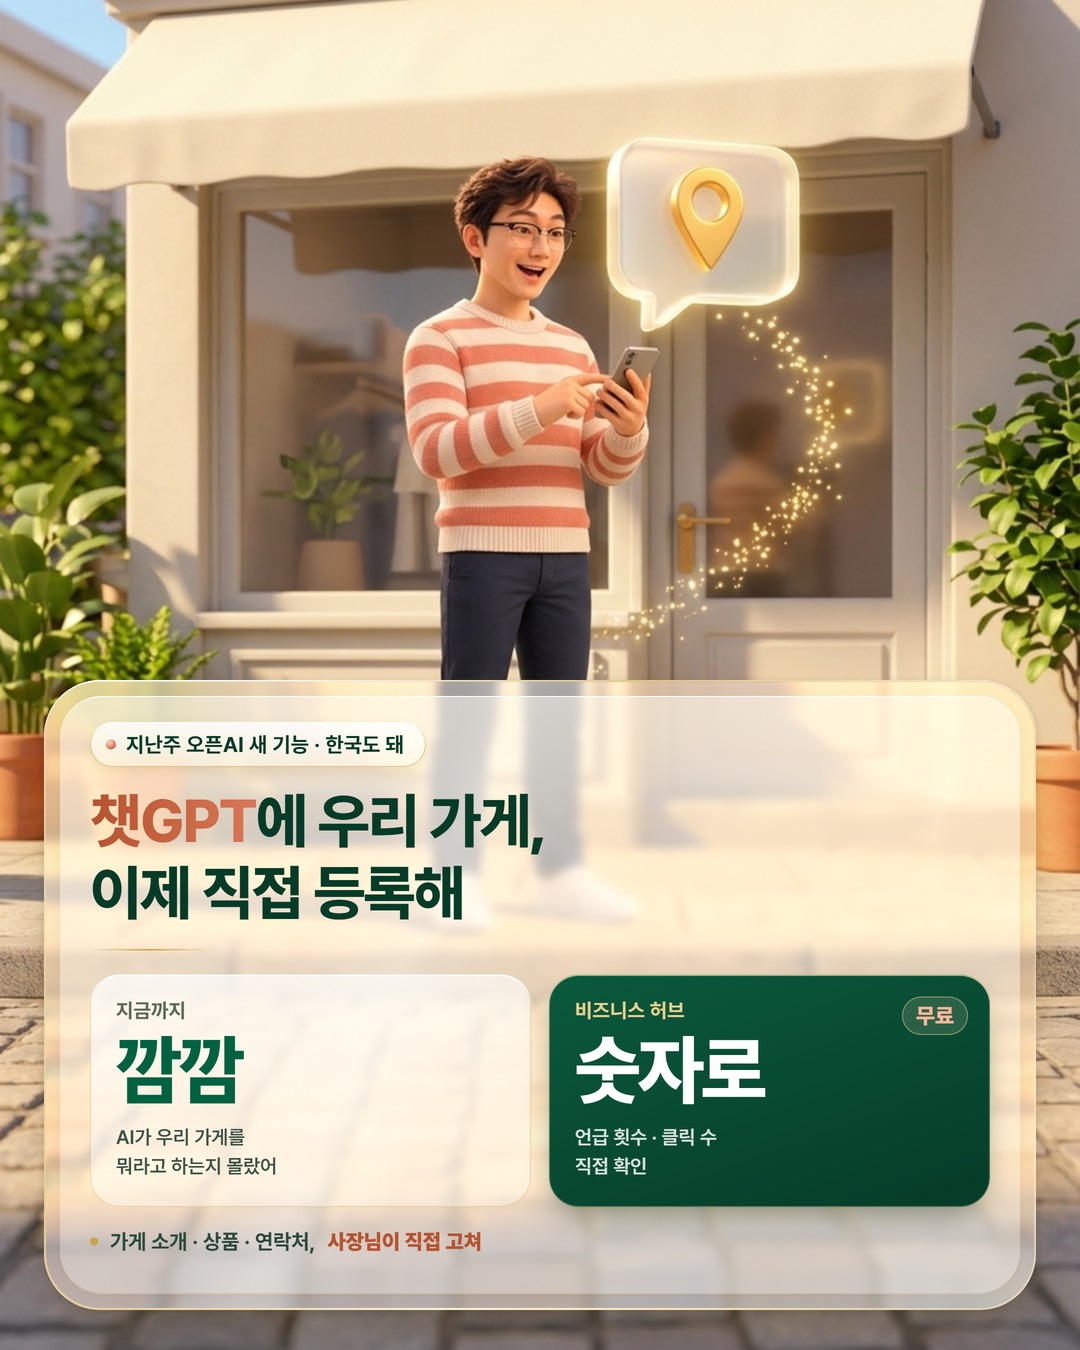 지난주 오픈AI 새 기능 · 한국도 돼
챗GPT에 우리 가게,
이제 직접 등록해
지금까지
깜깜
AI가 우리 가게를
뭐라고 하는지 몰랐어
비즈니스 허브
무료
숫자로
언급 횟수 · 클릭 수
직접 확인
가게 소개 · 상품 · 연락처, 사장님이 직접 고쳐